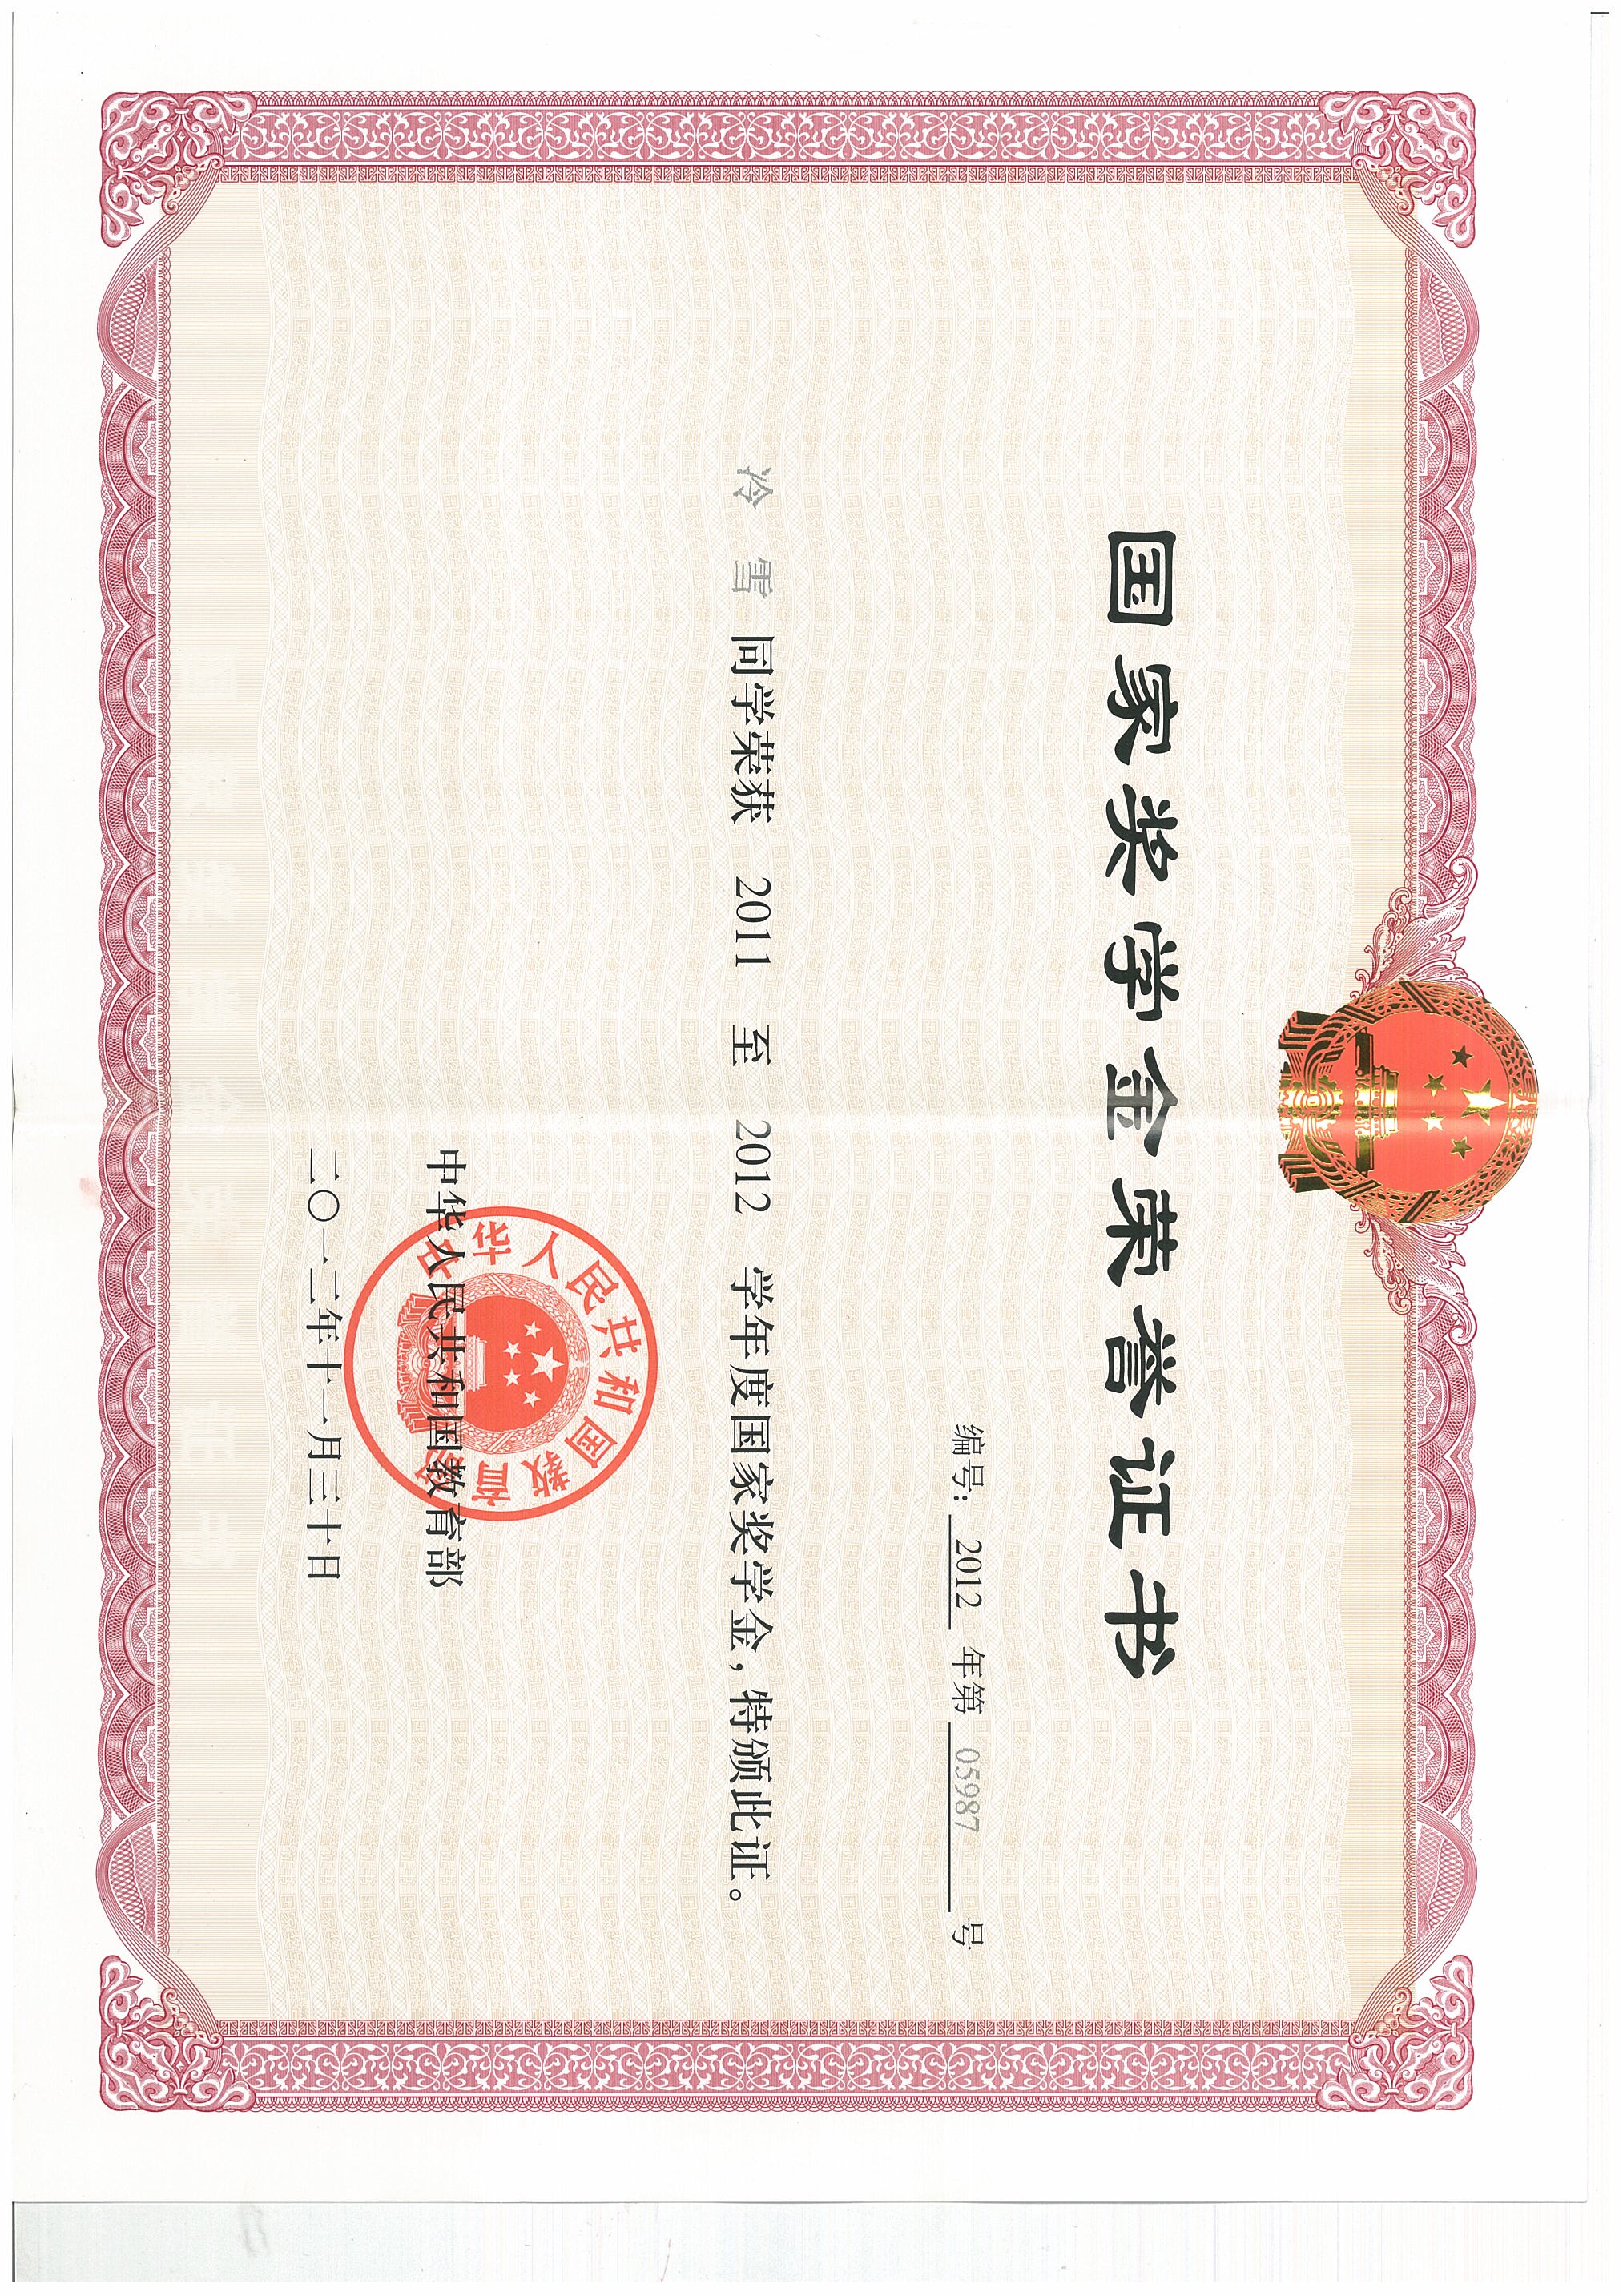 国家奖学金荣誉证书
编号: 2012 年第 05987 号
冷 雪 同学荣获 2011 至 2012 学年度国家奖学金,特颁此证。
中华人民共和国教育部
中华人民共和国教育部
二〇一二年十一月三十日
国家奖学金荣誉证书